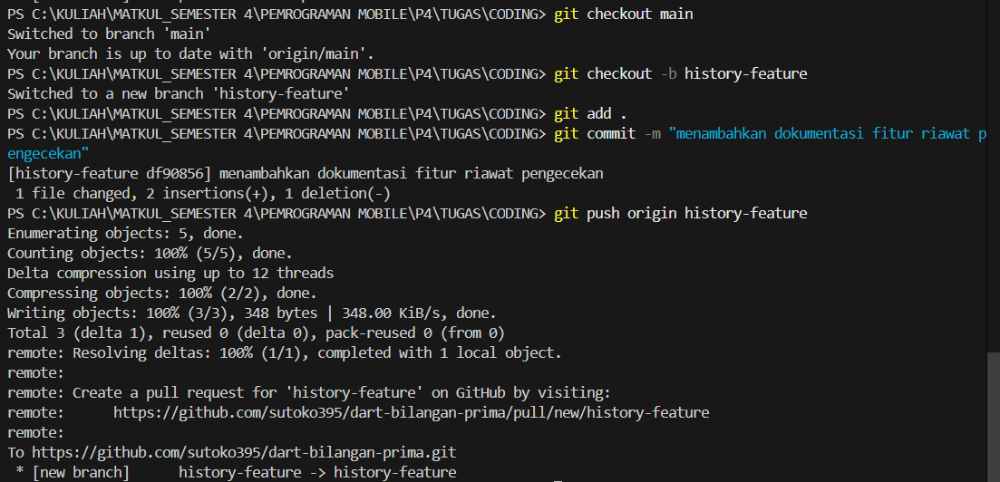 PS C:\KULIAH\MATKUL_SEMESTER 4\PEMROGRAMAN MOBILE\P4\TUGAS\CODING> git checkout main
Switched to branch 'main'
Your branch is up to date with 'origin/main'.
PS C:\KULIAH\MATKUL_SEMESTER 4\PEMROGRAMAN MOBILE\P4\TUGAS\CODING> git checkout -b history-feature
Switched to a new branch 'history-feature'
PS C:\KULIAH\MATKUL_SEMESTER 4\PEMROGRAMAN MOBILE\P4\TUGAS\CODING> git add .
PS C:\KULIAH\MATKUL_SEMESTER 4\PEMROGRAMAN MOBILE\P4\TUGAS\CODING> git commit -m "menambahkan dokumentasi fitur riawat p
engecekan"
[history-feature df90856] menambahkan dokumentasi fitur riawat pengecekan
 1 file changed, 2 insertions(+), 1 deletion(-)
PS C:\KULIAH\MATKUL_SEMESTER 4\PEMROGRAMAN MOBILE\P4\TUGAS\CODING> git push origin history-feature
Enumerating objects: 5, done.
Counting objects: 100% (5/5), done.
Delta compression using up to 12 threads
Compressing objects: 100% (2/2), done.
Writing objects: 100% (3/3), 348 bytes | 348.00 KiB/s, done.
Total 3 (delta 1), reused 0 (delta 0), pack-reused 0 (from 0)
remote: Resolving deltas: 100% (1/1), completed with 1 local object.
remote:
remote: Create a pull request for 'history-feature' on GitHub by visiting:
remote:      https://github.com/sutoko395/dart-bilangan-prima/pull/new/history-feature
remote:
To https://github.com/sutoko395/dart-bilangan-prima.git
 * [new branch]      history-feature -> history-feature